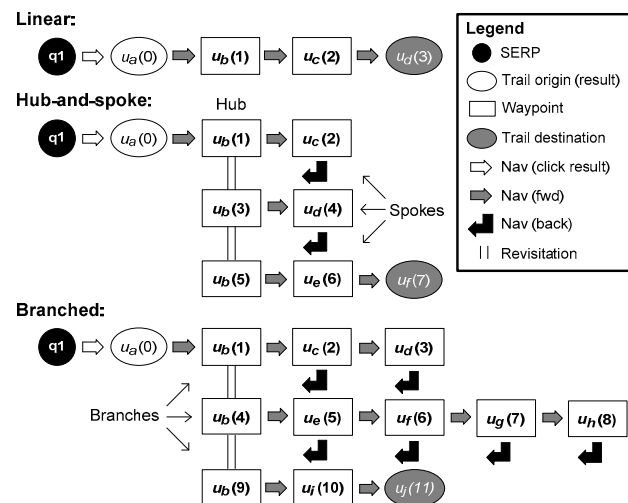 Linear:
q1 ua(0) ub(1) uc(2) ud(3)
Hub-and-spoke:
Hub
q1 ua(0) ub(1) uc(2)
ub(3) ud(4) Spokes
ub(5) ue(6) uf(7)
Branched:
q1 ua(0) ub(1) uc(2) ud(3)
Branches ub(4) ue(5) uf(6) ug(7) uh(8)
ub(9) ui(10) uj(11)
Legend
SERP
Trail origin (result)
Waypoint
Trail destination
Nav (click result)
Nav (fwd)
Nav (back)
Revisitation